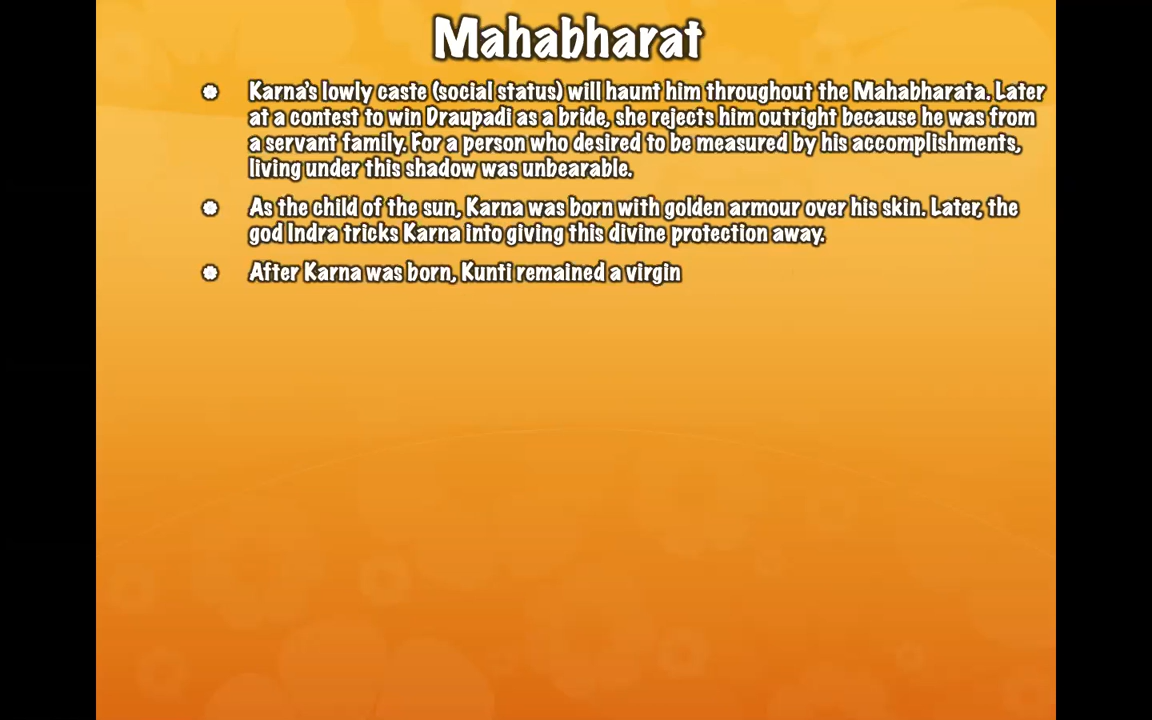 Mahabharat
Karna's lowly caste (social status) will haunt him throughout the Mahabharata. Later
at a contest to win Draupadi as a bride, she rejects him outright because he was from
a servant family. For a person who desired to be measured by his accomplishments,
living under this shadow was unbearable.
As the child of the sun, Karna was born with golden armour over his skin. Later, the
god Indra tricks Karna into giving this divine protection away.
After Karna was born, Kunti remained a virgin